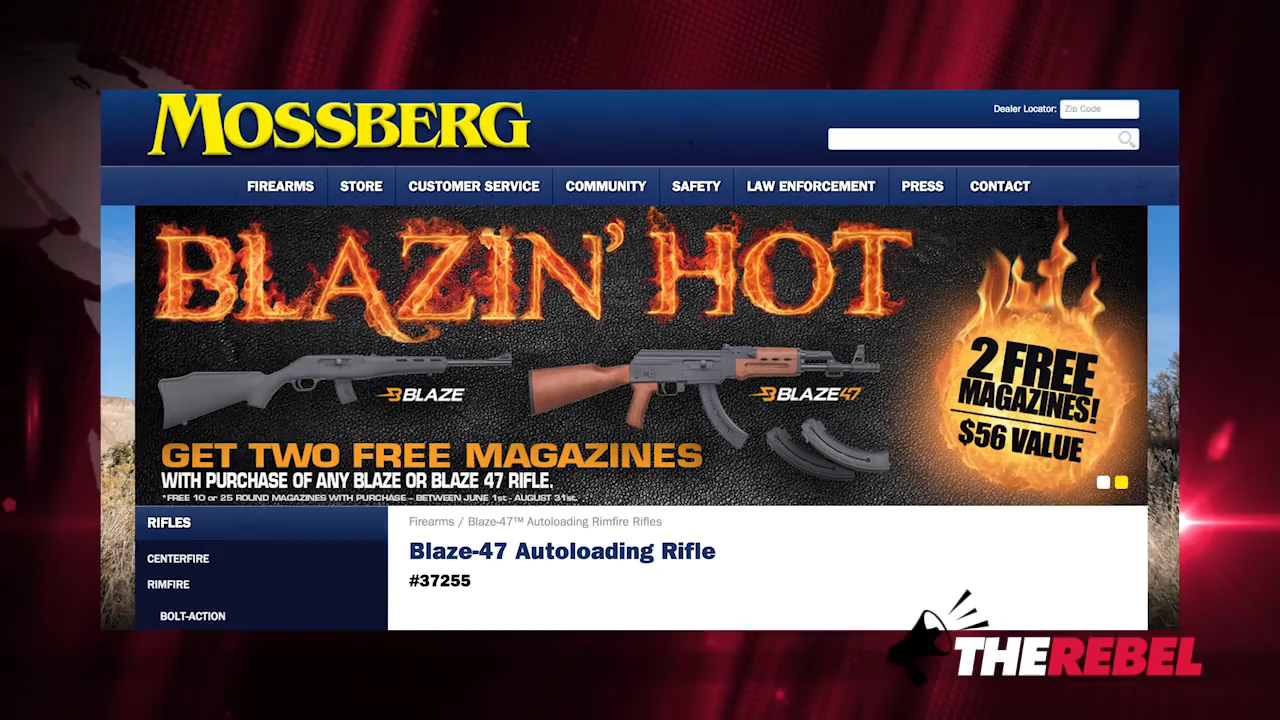 MOSSBERG
Dealer Locator: Zip Code
FIREARMS STORE CUSTOMER SERVICE COMMUNITY SAFETY LAW ENFORCEMENT PRESS CONTACT
BLAZIN' HOT
BLAZE
BLAZE47
2 FREE
MAGAZINES!
$56 VALUE
GET TWO FREE MAGAZINES
WITH PURCHASE OF ANY BLAZE OR BLAZE 47 RIFLE.
*FREE 10 or 25 ROUND MAGAZINES WITH PURCHASE – BETWEEN JUNE 1st - AUGUST 31st.
RIFLES
CENTERFIRE
RIMFIRE
BOLT-ACTION
Firearms / Blaze-47™ Autoloading Rimfire Rifles
Blaze-47 Autoloading Rifle
#37255
THEREBEL